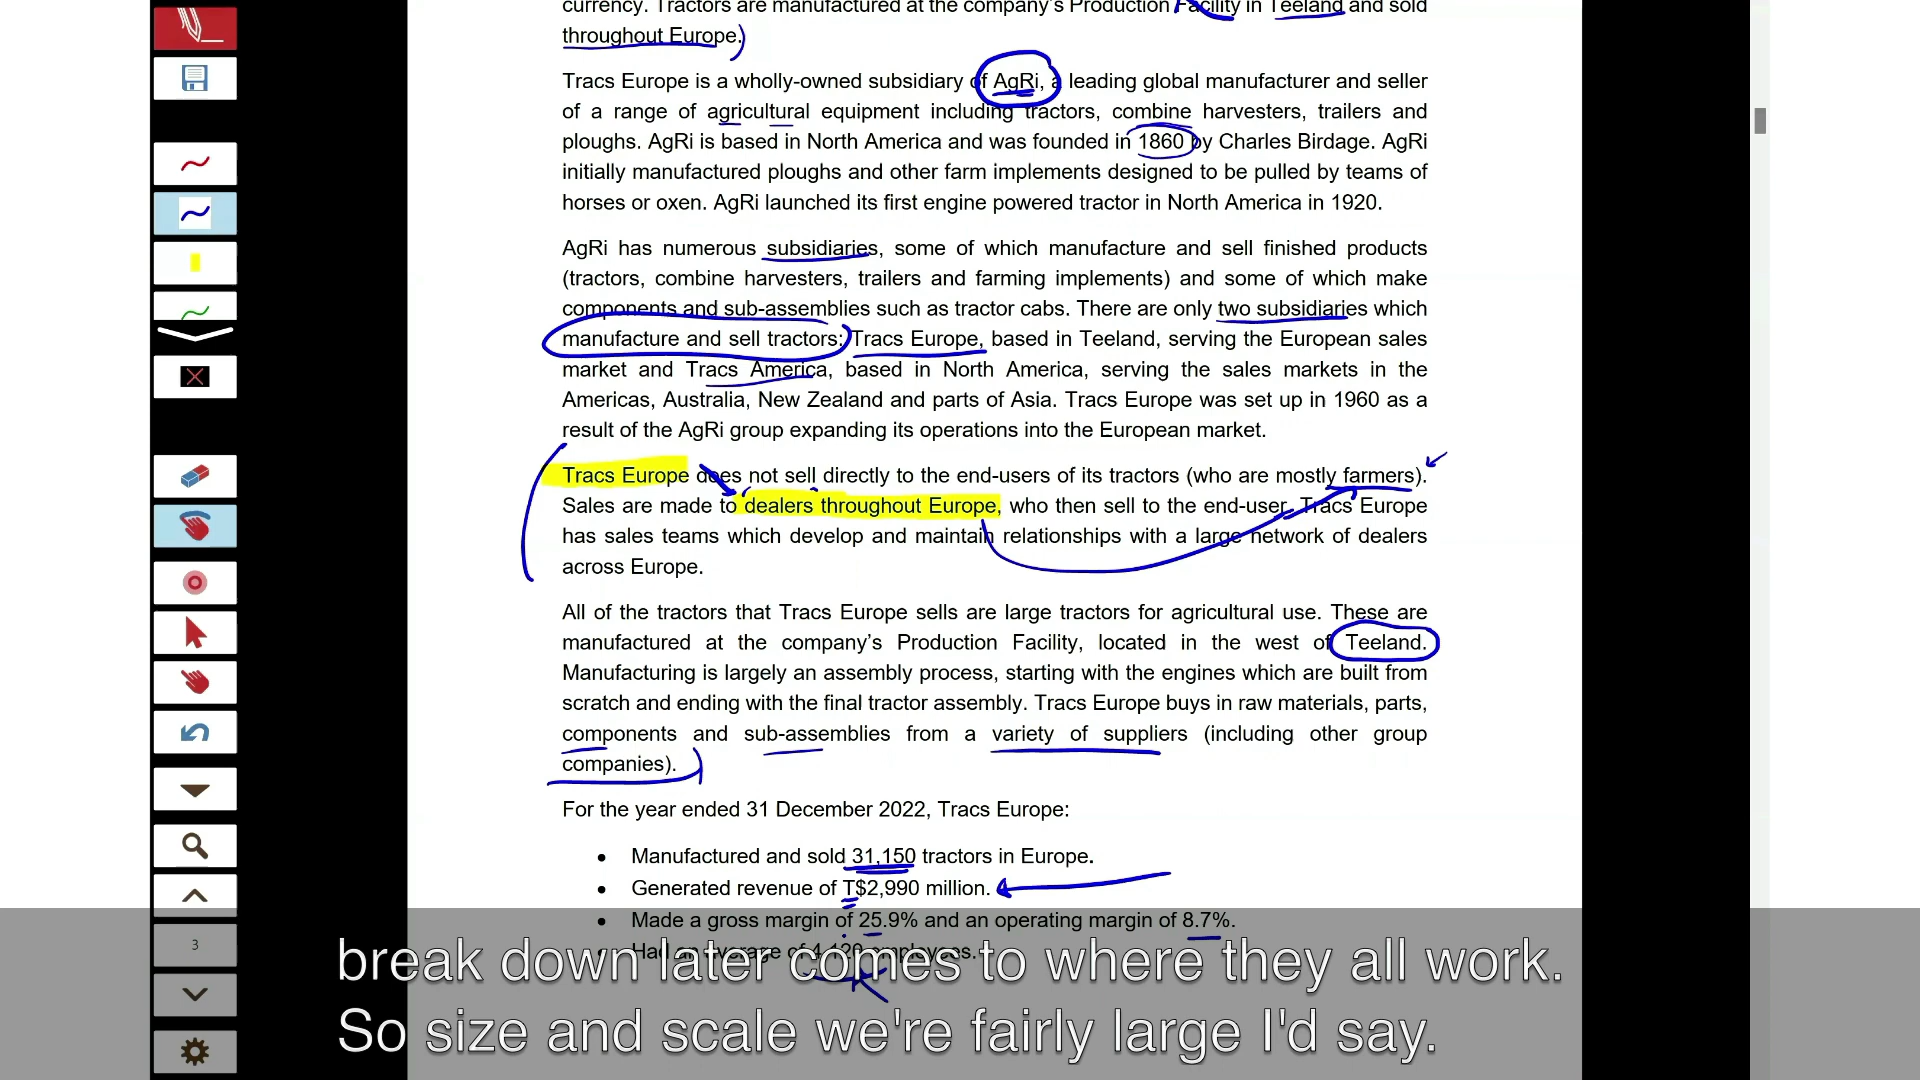 currency. Tractors are manufactured at the company's Production Facility in Teeland and sold
throughout Europe.
Tracs Europe is a wholly-owned subsidiary of AgRi, a leading global manufacturer and seller
of a range of agricultural equipment including tractors, combine harvesters, trailers and
ploughs. AgRi is based in North America and was founded in 1860 by Charles Birdage. AgRi
initially manufactured ploughs and other farm implements designed to be pulled by teams of
horses or oxen. AgRi launched its first engine powered tractor in North America in 1920.
AgRi has numerous subsidiaries, some of which manufacture and sell finished products
(tractors, combine harvesters, trailers and farming implements) and some of which make
components and sub-assemblies such as tractor cabs. There are only two subsidiaries which
manufacture and sell tractors: Tracs Europe, based in Teeland, serving the European sales
market and Tracs America, based in North America, serving the sales markets in the
Americas, Australia, New Zealand and parts of Asia. Tracs Europe was set up in 1960 as a
result of the AgRi group expanding its operations into the European market.
Tracs Europe does not sell directly to the end-users of its tractors (who are mostly farmers).
Sales are made to dealers throughout Europe, who then sell to the end-user. Tracs Europe
has sales teams which develop and maintain relationships with a large network of dealers
across Europe.
All of the tractors that Tracs Europe sells are large tractors for agricultural use. These are
manufactured at the company's Production Facility, located in the west of Teeland.
Manufacturing is largely an assembly process, starting with the engines which are built from
scratch and ending with the final tractor assembly. Tracs Europe buys in raw materials, parts,
components and sub-assemblies from a variety of suppliers (including other group
companies).
For the year ended 31 December 2022, Tracs Europe:
• Manufactured and sold 31,150 tractors in Europe.
• Generated revenue of T$2,990 million.
• Made a gross margin of 25.9% and an operating margin of 8.7%.
• Had an average of 4,120 employees.
3
break down later comes to where they all work.
So size and scale we're fairly large I'd say.